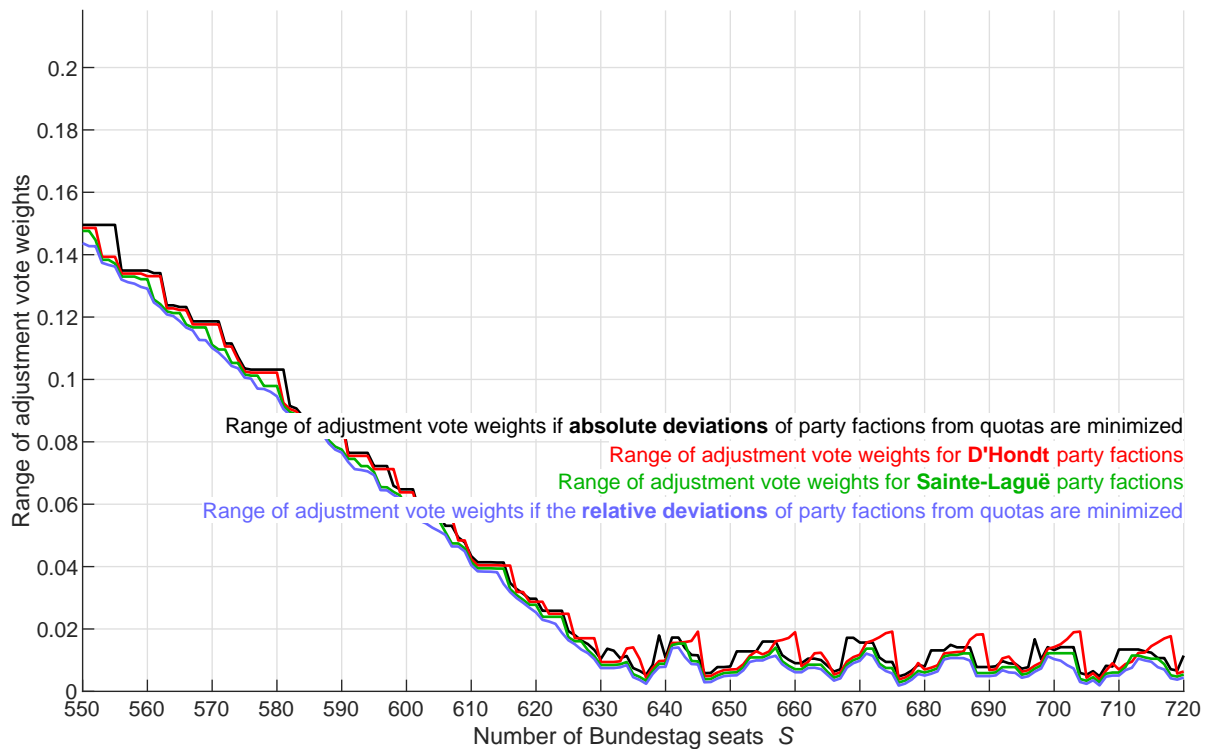 0.2
0.18
0.16
0.14
0.12
0.1
0.08
0.06
0.04
0.02
0
Range of adjustment vote weights
Range of adjustment vote weights if absolute deviations of party factions from quotas are minimized
Range of adjustment vote weights for D'Hondt party factions
Range of adjustment vote weights for Sainte-Laguë party factions
Range of adjustment vote weights if the relative deviations of party factions from quotas are minimized
550 560 570 580 590 600 610 620 630 640 650 660 670 680 690 700 710 720
Number of Bundestag seats S